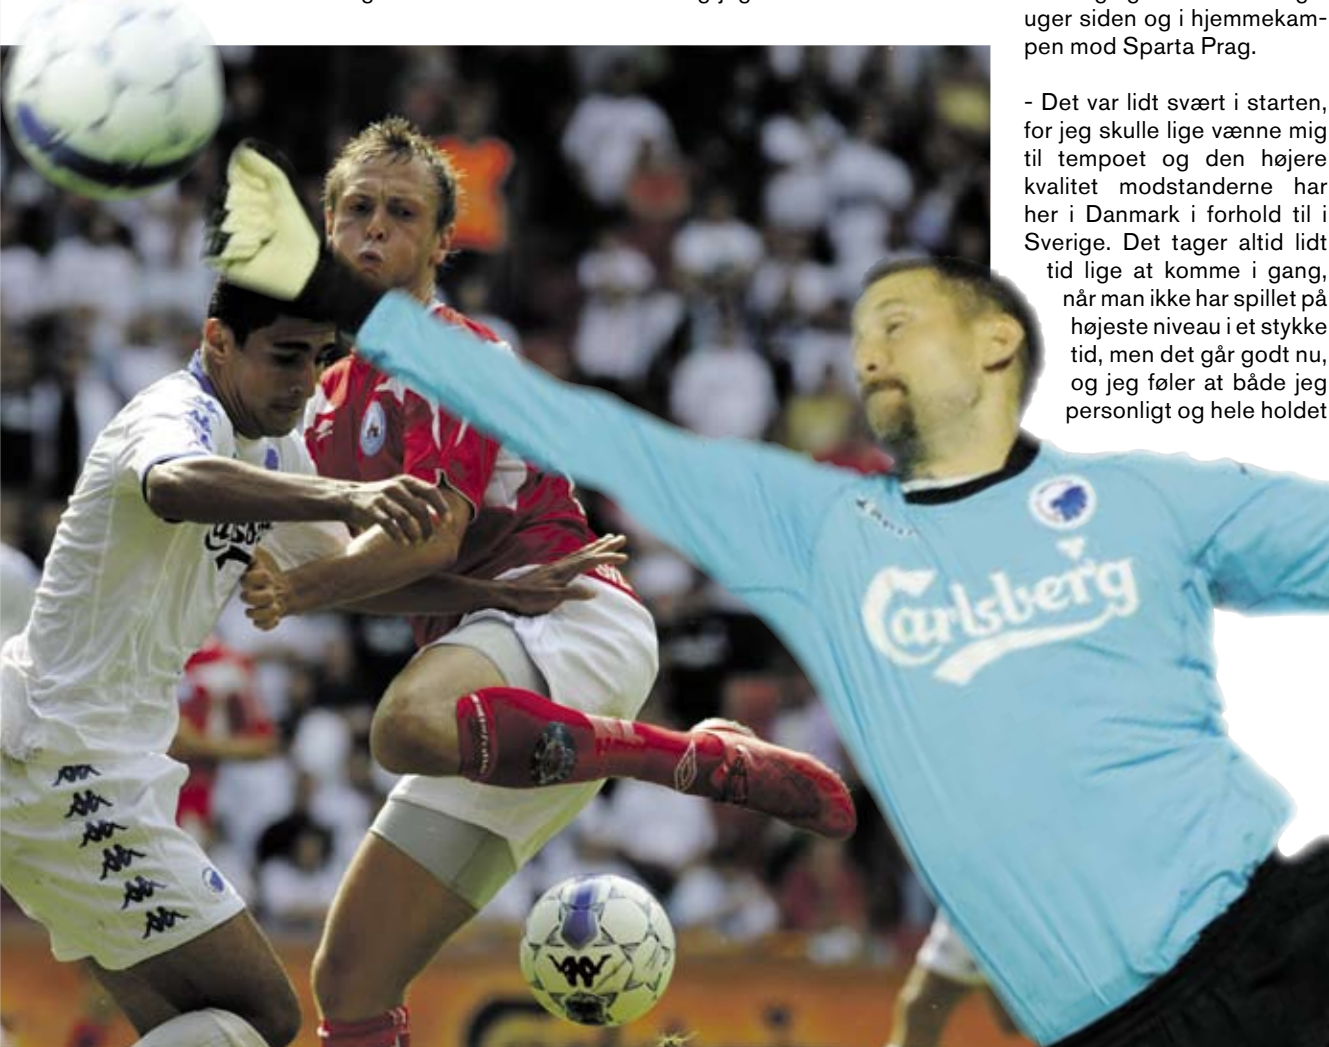 uger siden og i hjemmekam-
pen mod Sparta Prag.
- Det var lidt svært i starten,
for jeg skulle lige vænne mig
til tempoet og den højere
kvalitet modstanderne har
her i Danmark i forhold til i
Sverige. Det tager altid lidt
tid lige at komme i gang,
når man ikke har spillet på
højeste niveau i et stykke
tid, men det går godt nu,
og jeg føler at både jeg
personligt og hele holdet
Carlsberg